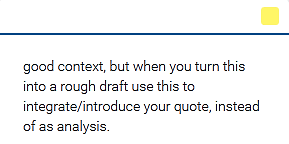 good context, but when you turn this
into a rough draft use this to
integrate/introduce your quote, instead
of as analysis.